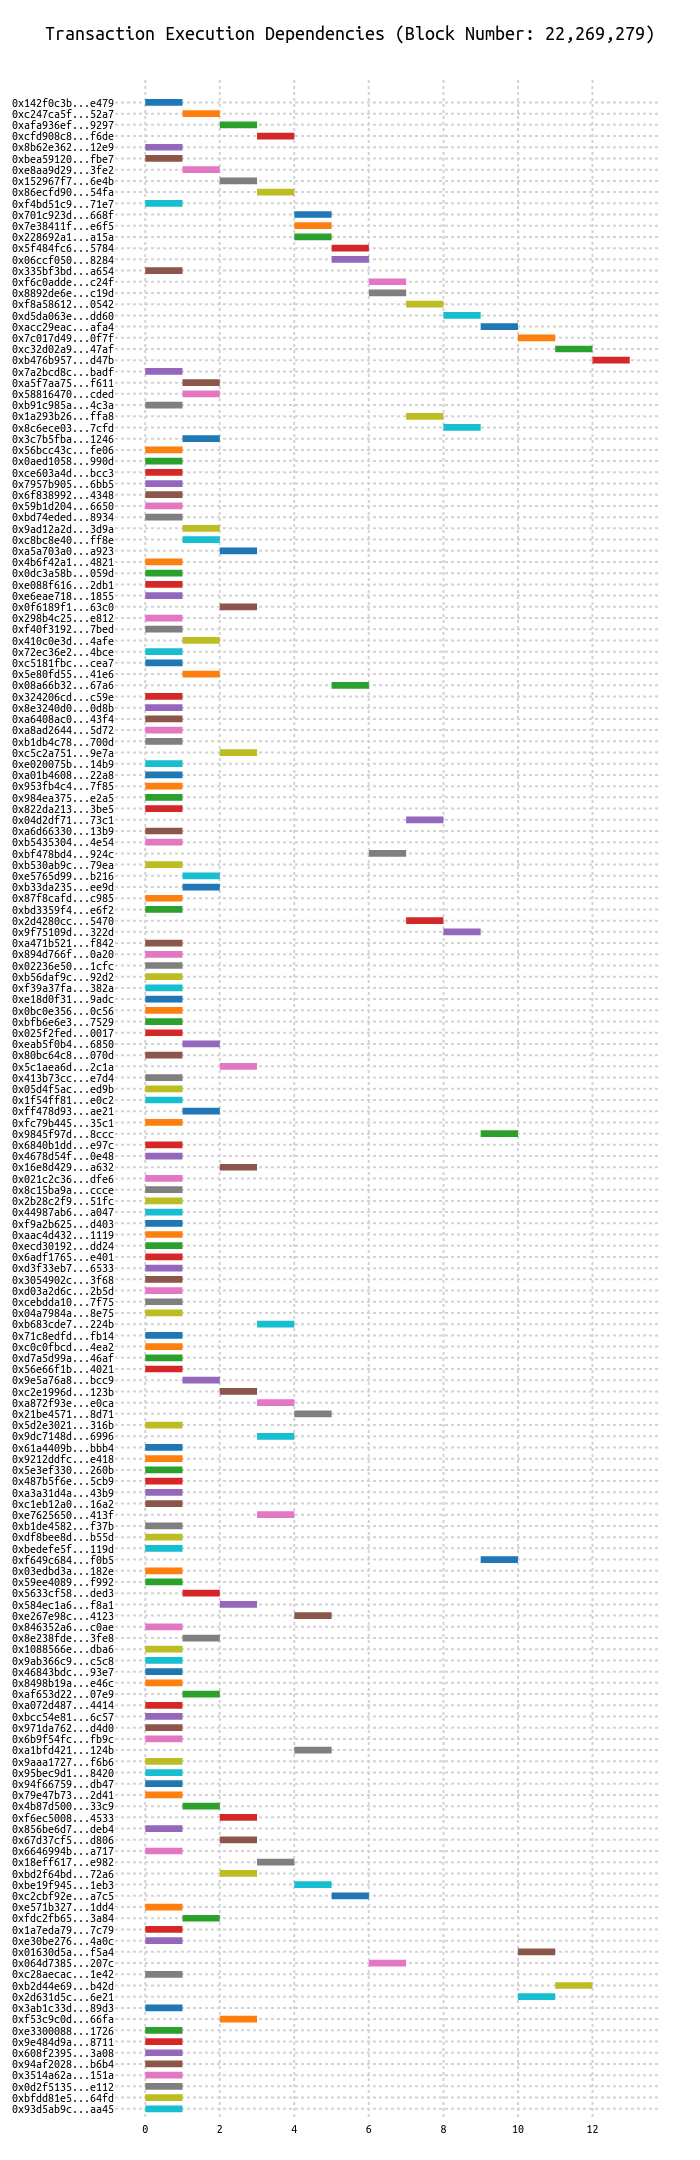 Transaction Execution Dependencies (Block Number: 22,269,279)
0x142f0c3b...e479
0xc247ca5f...52a7
0xafa936ef...9297
0xcfd908c8...f6de
0x8b62e362...12e9
0xbea59120...fbe7
0xe8aa9d29...3fe2
0x152967f7...6e4b
0x86ecfd90...54fa
0xf4bd51c9...71e7
0x701c923d...668f
0x7e38411f...e6f5
0x228692a1...a15a
0x5f484fc6...5784
0x06ccf050...8284
0x335bf3bd...a654
0xf6c0adde...c24f
0x8892de6e...c19d
0xf8a58612...0542
0xd5da063e...dd60
0xacc29eac...afa4
0x7c017d49...0f7f
0xc32d02a9...47af
0xb476b957...d47b
0x7a2bcd8c...badf
0xa5f7aa75...f611
0x58816470...cded
0xb91c985a...4c3a
0x1a293b26...ffa8
0x8c6ece03...7cfd
0x3c7b5fba...1246
0x56bcc43c...fe06
0x0aed1058...990d
0xce603a4d...bcc3
0x7957b905...6bb5
0x6f838992...4348
0x59b1d204...6650
0xbd74eded...8934
0x9ad12a2d...3d9a
0xc8bc8e40...ff8e
0xa5a703a0...a923
0x4b6f42a1...4821
0x0dc3a58b...059d
0xe088f616...2db1
0xe6eae718...1855
0x0f6189f1...63c0
0x298b4c25...e812
0xf40f3192...7bed
0x410c0e3d...4afe
0x72ec36e2...4bce
0xc5181fbc...cea7
0x5e80fd55...41e6
0x08a66b32...67a6
0x324206cd...c59e
0x8e3240d0...0d8b
0xa6408ac0...43f4
0xa8ad2644...5d72
0xb1db4c78...700d
0xc5c2a751...9e7a
0xe020075b...14b9
0xa01b4608...22a8
0x953fb4c4...7f85
0x984ea375...e2a5
0x822da213...3be5
0x04d2df71...73c1
0xa6d66330...13b9
0xb5435304...4e54
0xbf478bd4...924c
0xb530ab9c...79ea
0xe5765d99...b216
0xb33da235...ee9d
0x87f8cafd...c985
0xbd3359f4...e6f2
0x2d4280cc...5470
0x9f75109d...322d
0xa471b521...f842
0x894d766f...0a20
0x02236e50...1cfc
0xb56daf9c...92d2
0xf39a37fa...382a
0xe18d0f31...9adc
0x0bc0e356...0c56
0xbfb6e6e3...7529
0x025f2fed...0017
0xeab5f0b4...6850
0x80bc64c8...070d
0x5c1aea6d...2c1a
0x413b73cc...e7d4
0x05d4f5ac...ed9b
0x1f54ff81...e0c2
0xff478d93...ae21
0xfc79b445...35c1
0x9845f97d...8ccc
0x6840b1dd...e97c
0x4678d54f...0e48
0x16e8d429...a632
0x021c2c36...dfe6
0x8c15ba9a...ccce
0x2b28c2f9...51fc
0x44987ab6...a047
0xf9a2b625...d403
0xaac4d432...1119
0xecd30192...dd24
0x6adf1765...e401
0xd3f33eb7...6533
0x3054902c...3f68
0xd03a2d6c...2b5d
0xcebdda10...7f75
0x04a7984a...8e75
0xb683cde7...224b
0x71c8edfd...fb14
0xc0c0fbcd...4ea2
0xd7a5d99a...46af
0x56e66f1b...4021
0x9e5a76a8...bcc9
0xc2e1996d...123b
0xa872f93e...e0ca
0x21be4571...8d71
0x5d2e3021...316b
0x9dc7148d...6996
0x61a4409b...bbb4
0x9212ddfc...e418
0x5e3ef330...260b
0x487b5f6e...5cb9
0xa3a31d4a...43b9
0xc1eb12a0...16a2
0xe7625650...413f
0xb1de4582...f37b
0xdf8bee8d...b55d
0xbedefe5f...119d
0xf649c684...f0b5
0x03edbd3a...182e
0x59ee4089...f992
0x5633cf58...ded3
0x584ec1a6...f8a1
0xe267e98c...4123
0x846352a6...c0ae
0x8e238fde...3fe8
0x1088566e...dba6
0x9ab366c9...c5c8
0x46843bdc...93e7
0x8498b19a...e46c
0xaf653d22...07e9
0xa072d487...4414
0xbcc54e81...6c57
0x971da762...d4d0
0x6b9f54fc...fb9c
0xa1bfd421...124b
0x9aaa1727...f6b6
0x95bec9d1...8420
0x94f66759...db47
0x79e47b73...2d41
0x4b87d500...33c9
0xf6ec5008...4533
0x856be6d7...deb4
0x67d37cf5...d806
0x6646994b...a717
0x18eff617...e982
0xbd2f64bd...72a6
0xbe19f945...1eb3
0xc2cbf92e...a7c5
0xe571b327...1dd4
0xfdc2fb65...3a84
0x1a7eda79...7c79
0xe30be276...4a0c
0x01630d5a...f5a4
0x064d7385...207c
0xc28aecac...1e42
0xb2d44e69...b42d
0x2d631d5c...6e21
0x3ab1c33d...89d3
0xf53c9c0d...66fa
0xe3300088...1726
0x9e484d9a...8711
0x608f2395...3a08
0x94af2028...b6b4
0x3514a62a...151a
0x0d2f5135...e112
0xbfdd81e5...64fd
0x93d5ab9c...aa45
0 2 4 6 8 10 12